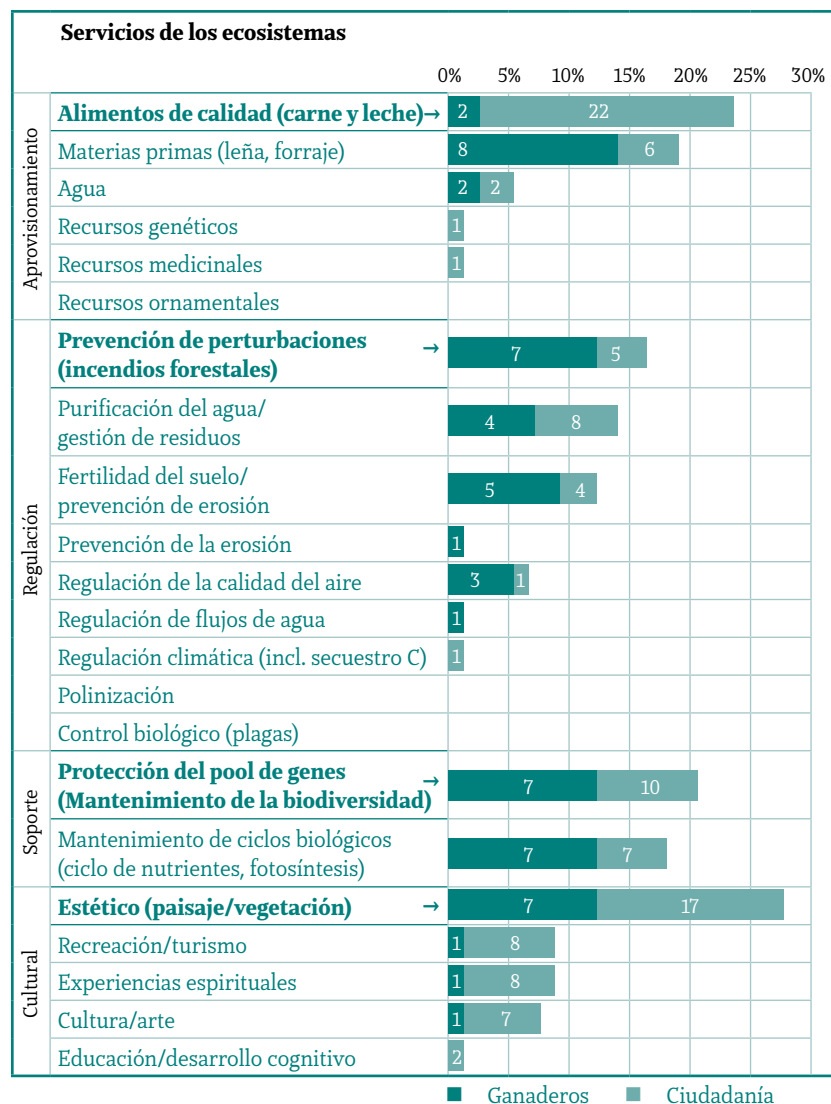 Servicios de los ecosistemas
0% 5% 10% 15% 20% 25% 30%
Aprovisionamiento
Alimentos de calidad (carne y leche)→ 2 22
Materias primas (leña, forraje) 8 6
Agua 2 2
Recursos genéticos 1
Recursos medicinales 1
Recursos ornamentales
Regulación
Prevención de perturbaciones →
(incendios forestales) 7 5
Purificación del agua/
gestión de residuos 4 8
Fertilidad del suelo/
prevención de erosión 5 4
Prevención de la erosión 1
Regulación de la calidad del aire 3 1
Regulación de flujos de agua 1
Regulación climática (incl. secuestro C) 1
Polinización
Control biológico (plagas)
Soporte
Protección del pool de genes →
(Mantenimiento de la biodiversidad) 7 10
Mantenimiento de ciclos biológicos
(ciclo de nutrientes, fotosíntesis) 7 7
Cultural
Estético (paisaje/vegetación) → 7 17
Recreación/turismo 1 8
Experiencias espirituales 1 8
Cultura/arte 1 7
Educación/desarrollo cognitivo 2
Ganaderos Ciudadanía